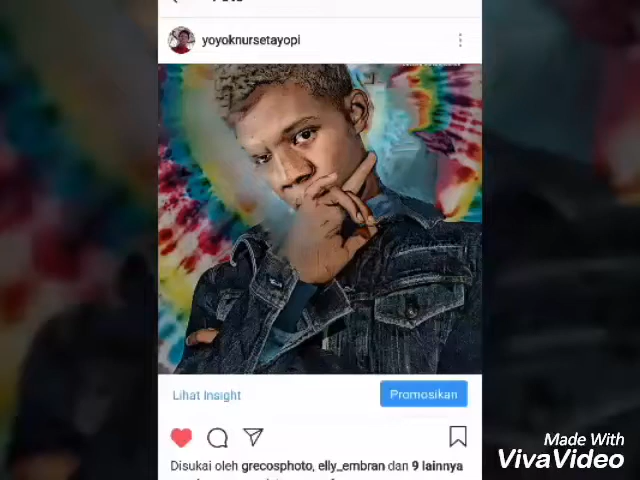 yoyoknursetayopi
Lihat Insight
Promosikan
Disukai oleh grecosphoto, elly_embran dan 9 lainnya
Made With
VivaVideo